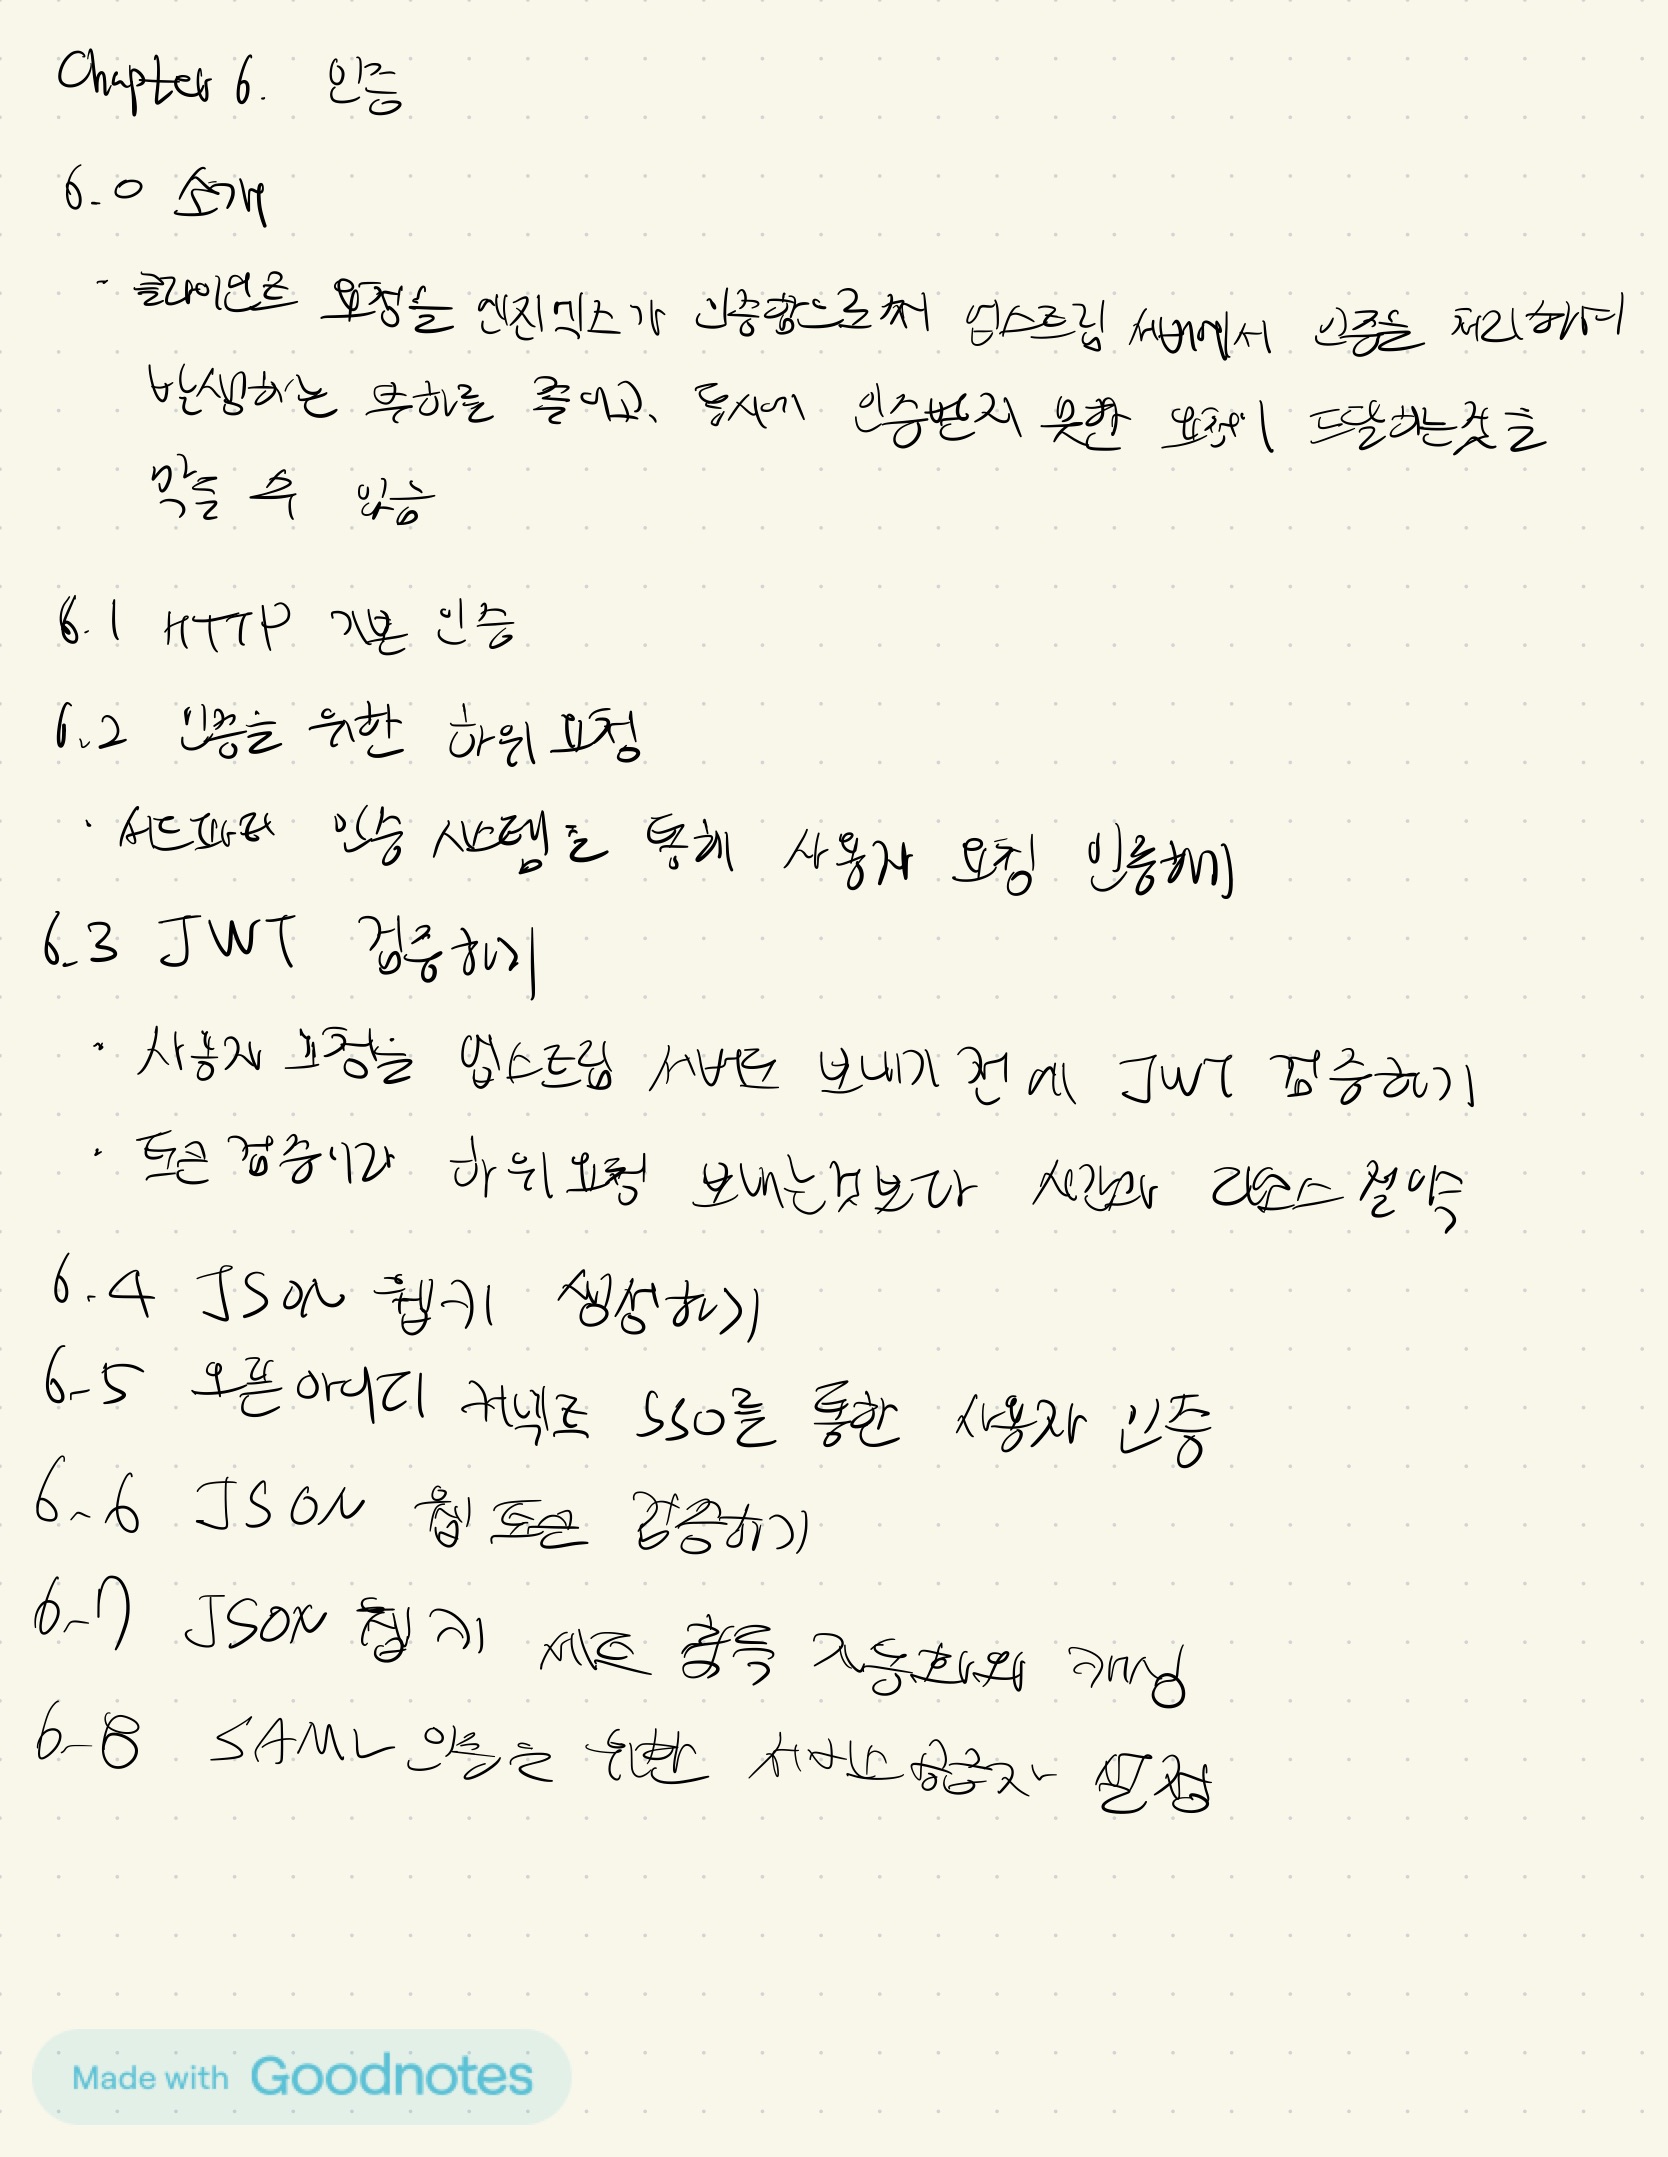 Chapter 6. 인증
6.0 소개
- 클라이언트 요청을 엔진엑스가 인증함으로써 업스트림 서버에서 인증을 처리하며
발생하는 부하를 줄이고, 동시에 인증받지 못한 요청이 도달하는것을
막을 수 있음
6.1 HTTP 기본 인증
6.2 인증을 위한 하위 요청
· 서드파티 인증 시스템을 통해 사용자 요청 인증하기
6.3 JWT 검증하기
· 사용자 요청을 업스트림 서버로 보내기 전에 JWT 검증하기
· 토큰 검증이라 하위요청 보내는것보다 시간과 리소스 절약
6.4 JSON 웹키 생성하기
6-5 오픈아이디 커넥트 SSO를 통한 사용자 인증
6-6 JSON 웹 토큰 검증하기
6-7 JSON 웹 키 세트 획득 자동화와 캐싱
6-8 SAML 인증을 위한 서비스 공급자 설정
Made with Goodnotes